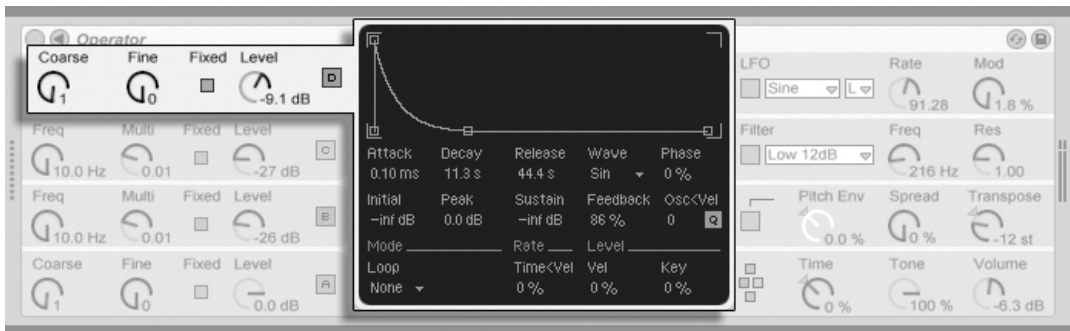 Operator
Coarse Fine Fixed Level
1 0 -9.1 dB D
Freq Multi Fixed Level
10.0 Hz 0.01 -27 dB C
Freq Multi Fixed Level
10.0 Hz 0.01 -26 dB B
Coarse Fine Fixed Level
1 0 0.0 dB A
Attack Decay Release Wave Phase
0.10 ms 11.3 s 44.4 s Sin 0 %
Initial Peak Sustain Feedback Osc<Vel
-inf dB 0.0 dB -inf dB 86 % 0 Q
Mode Rate Level
Loop Time<Vel Vel Key
None 0 % 0 % 0 %
LFO Rate Mod
Sine L 91.28 1.8 %
Filter Freq Res
Low 12dB 216 Hz 1.00
Pitch Env Spread Transpose
0.0 % 0 % -12 st
Time Tone Volume
0 % 100 % -6.3 dB